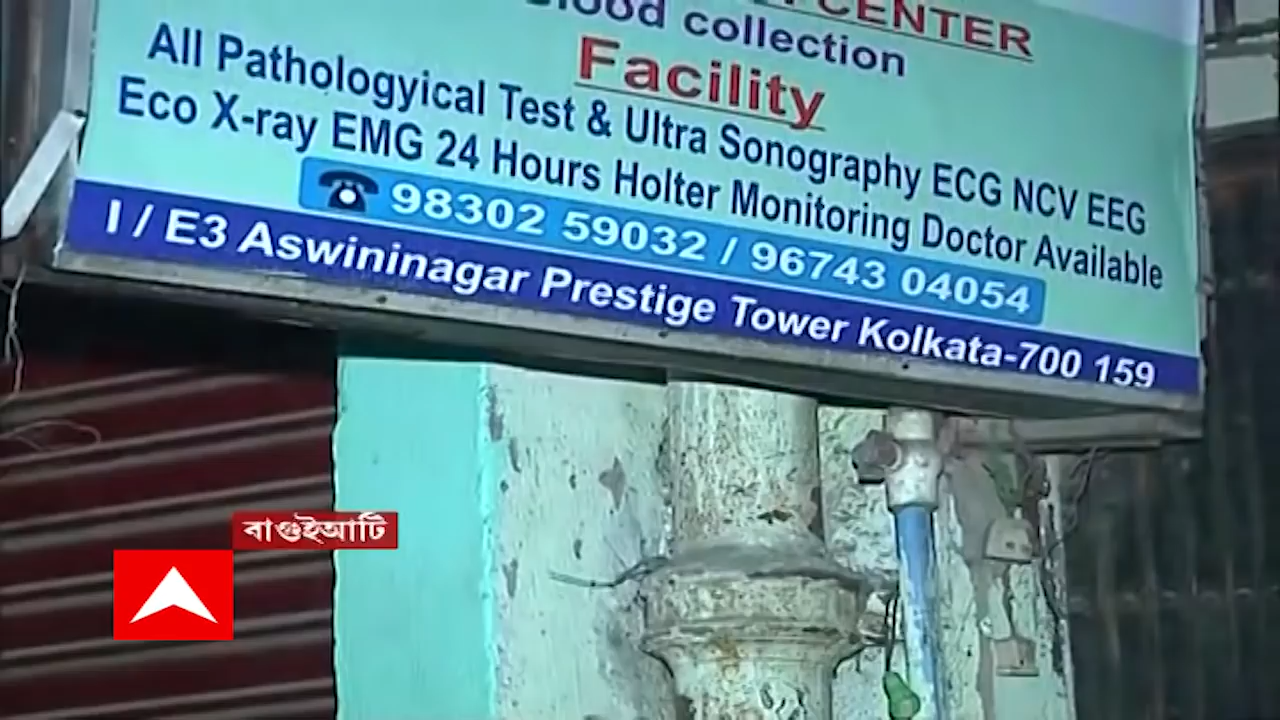 CENTER
Blood collection
Facility
All Pathologyical Test & Ultra Sonography ECG NCV EEG
Eco X-ray EMG 24 Hours Holter Monitoring Doctor Available
98302 59032 / 96743 04054
I / E3 Aswininagar Prestige Tower Kolkata-700 159
বাগুইআটি